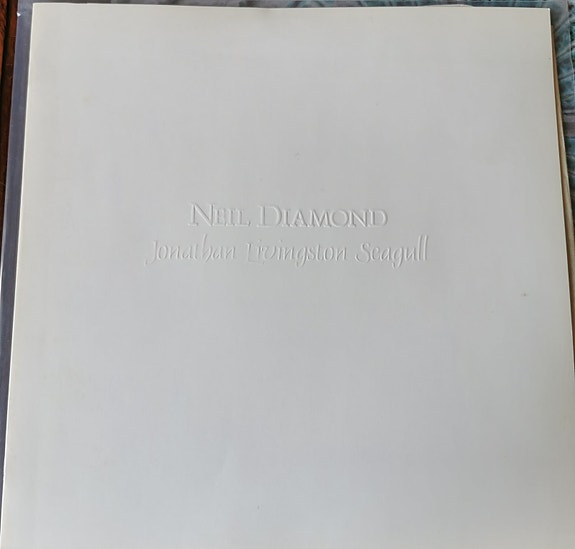 NEIL DIAMOND
Jonathan Livingston Seagull